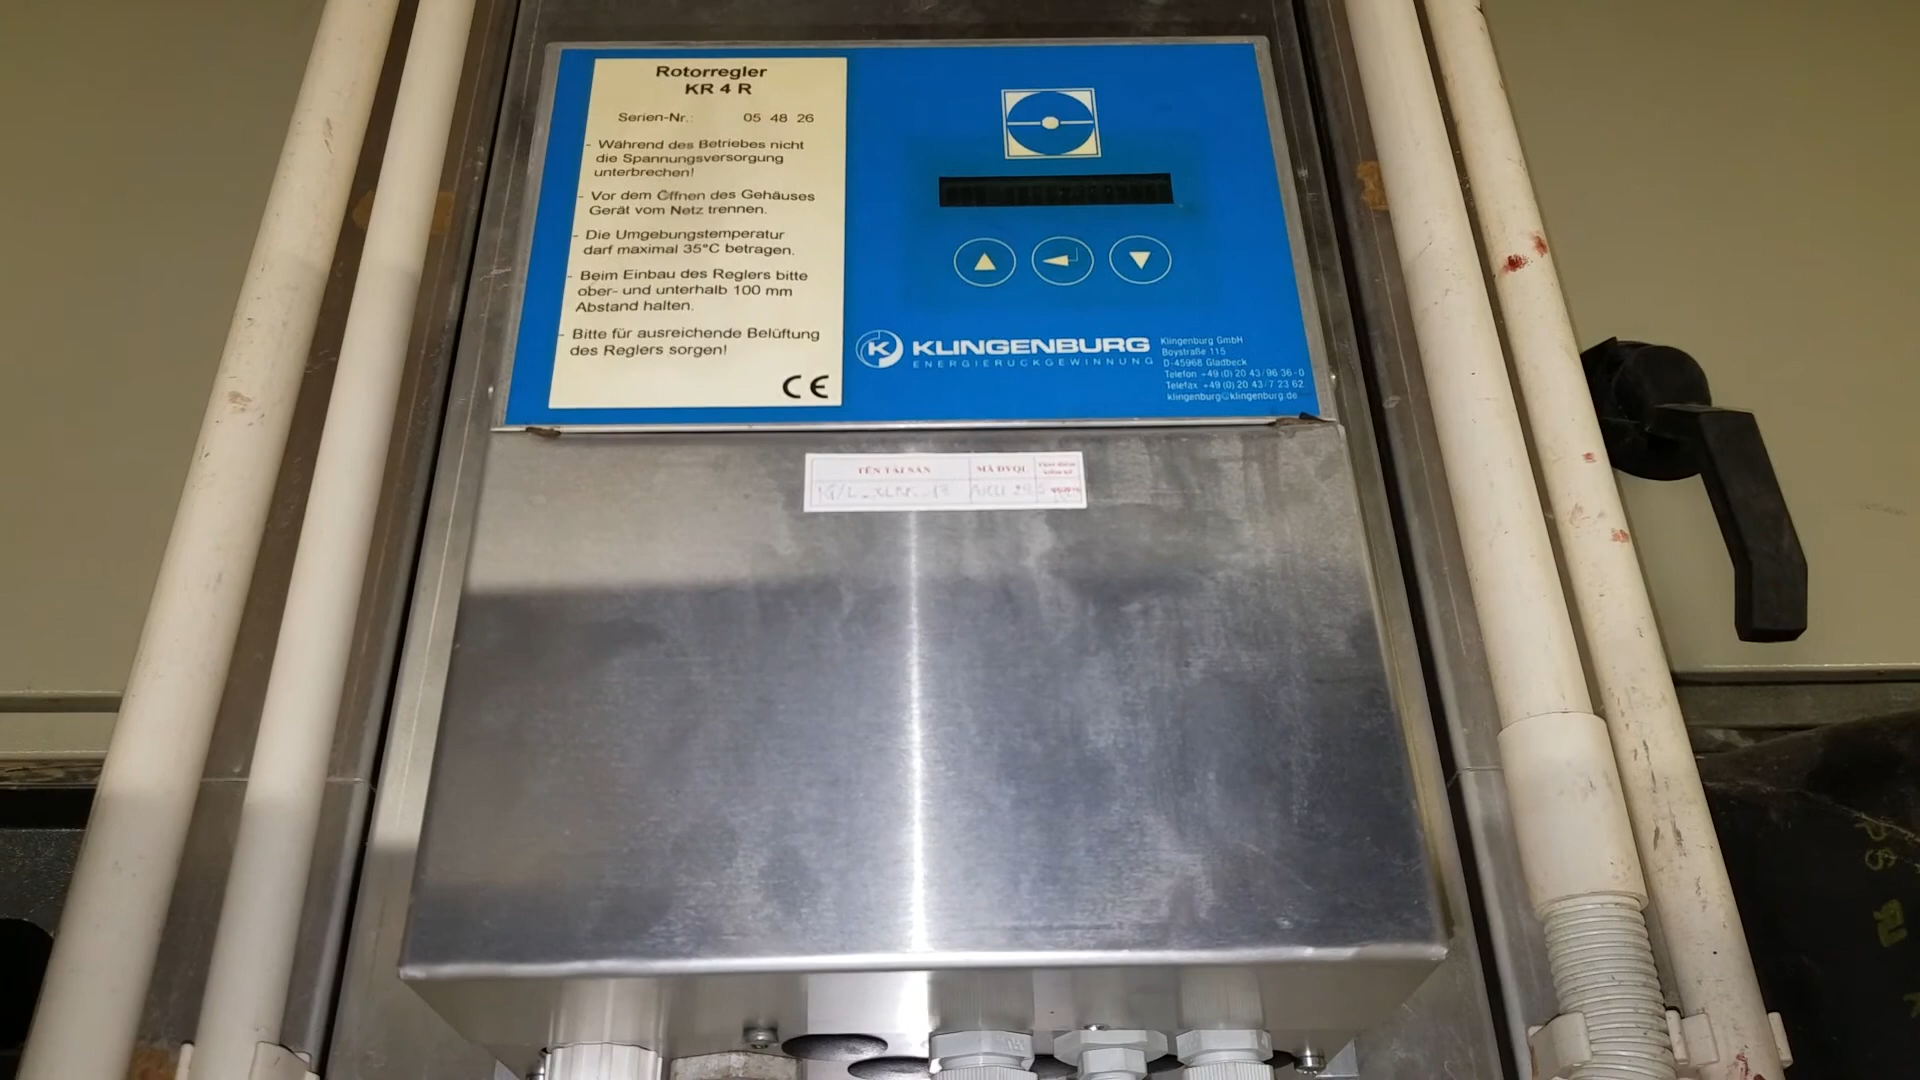 Rotorregler
KR 4 R
Serien-Nr.: 05 48 26
- Während des Betriebes nicht
die Spannungsversorgung
unterbrechen!
- Vor dem Öffnen des Gehäuses
Gerät vom Netz trennen.
- Die Umgebungstemperatur
darf maximal 35°C betragen.
- Beim Einbau des Reglers bitte
ober- und unterhalb 100 mm
Abstand halten.
- Bitte für ausreichende Belüftung
des Reglers sorgen!
CE
K KLINGENBURG
ENERGIERÜCKGEWINNUNG
Klingenburg GmbH
Boystraße 115
D-45968 Gladbeck
Telefon +49 (0) 20 43 / 96 36 - 0
Telefax +49 (0) 20 43 / 7 23 62
klingenburg@klingenburg.de
TÊN TÀI SẢN
MÃ ĐVQL